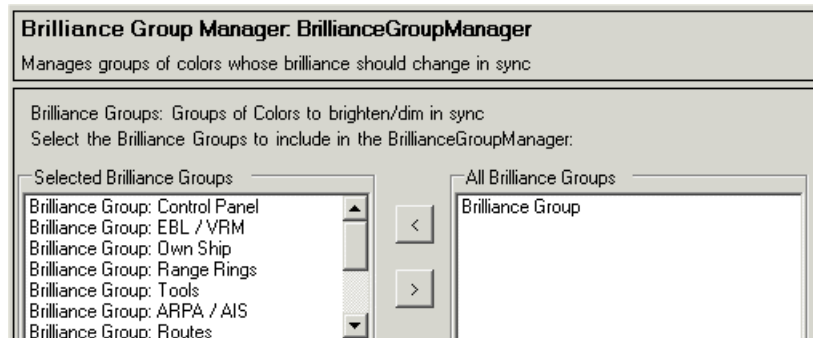 Brilliance Group Manager: BrillianceGroupManager
Manages groups of colors whose brilliance should change in sync
Brilliance Groups: Groups of Colors to brighten/dim in sync
Select the Brilliance Groups to include in the BrillianceGroupManager:
Selected Brilliance Groups
Brilliance Group: Control Panel
Brilliance Group: EBL / VRM
Brilliance Group: Own Ship
Brilliance Group: Range Rings
Brilliance Group: Tools
Brilliance Group: ARPA / AIS
Brilliance Group: Routes
<
>
All Brilliance Groups
Brilliance Group